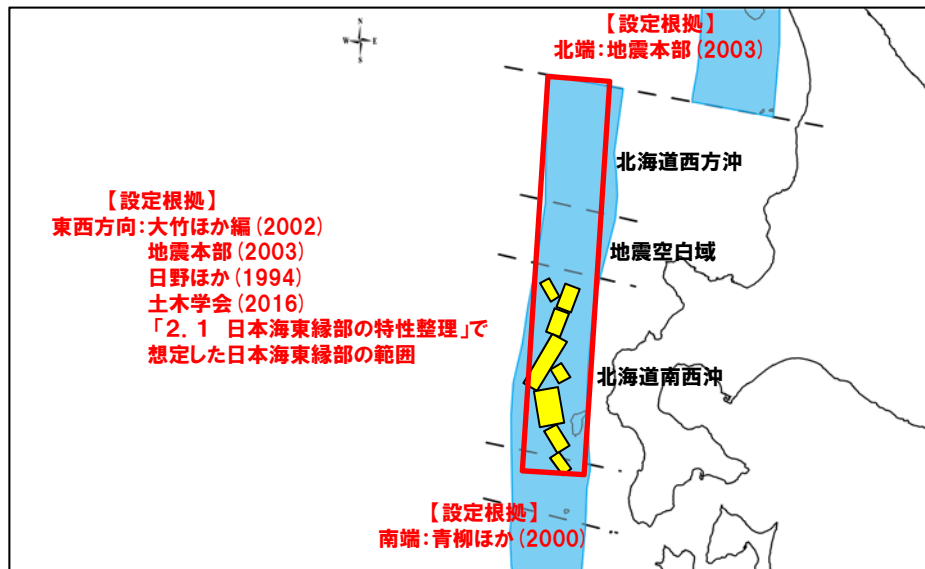 N
W E
S
【設定根拠】
北端：地震本部(2003)
北海道西方沖
【設定根拠】
東西方向：大竹ほか編(2002)
地震本部(2003)
日野ほか(1994)
土木学会(2016)
「２．１　日本海東縁部の特性整理」で
想定した日本海東縁部の範囲
地震空白域
北海道南西沖
【設定根拠】
南端：青柳ほか(2000)